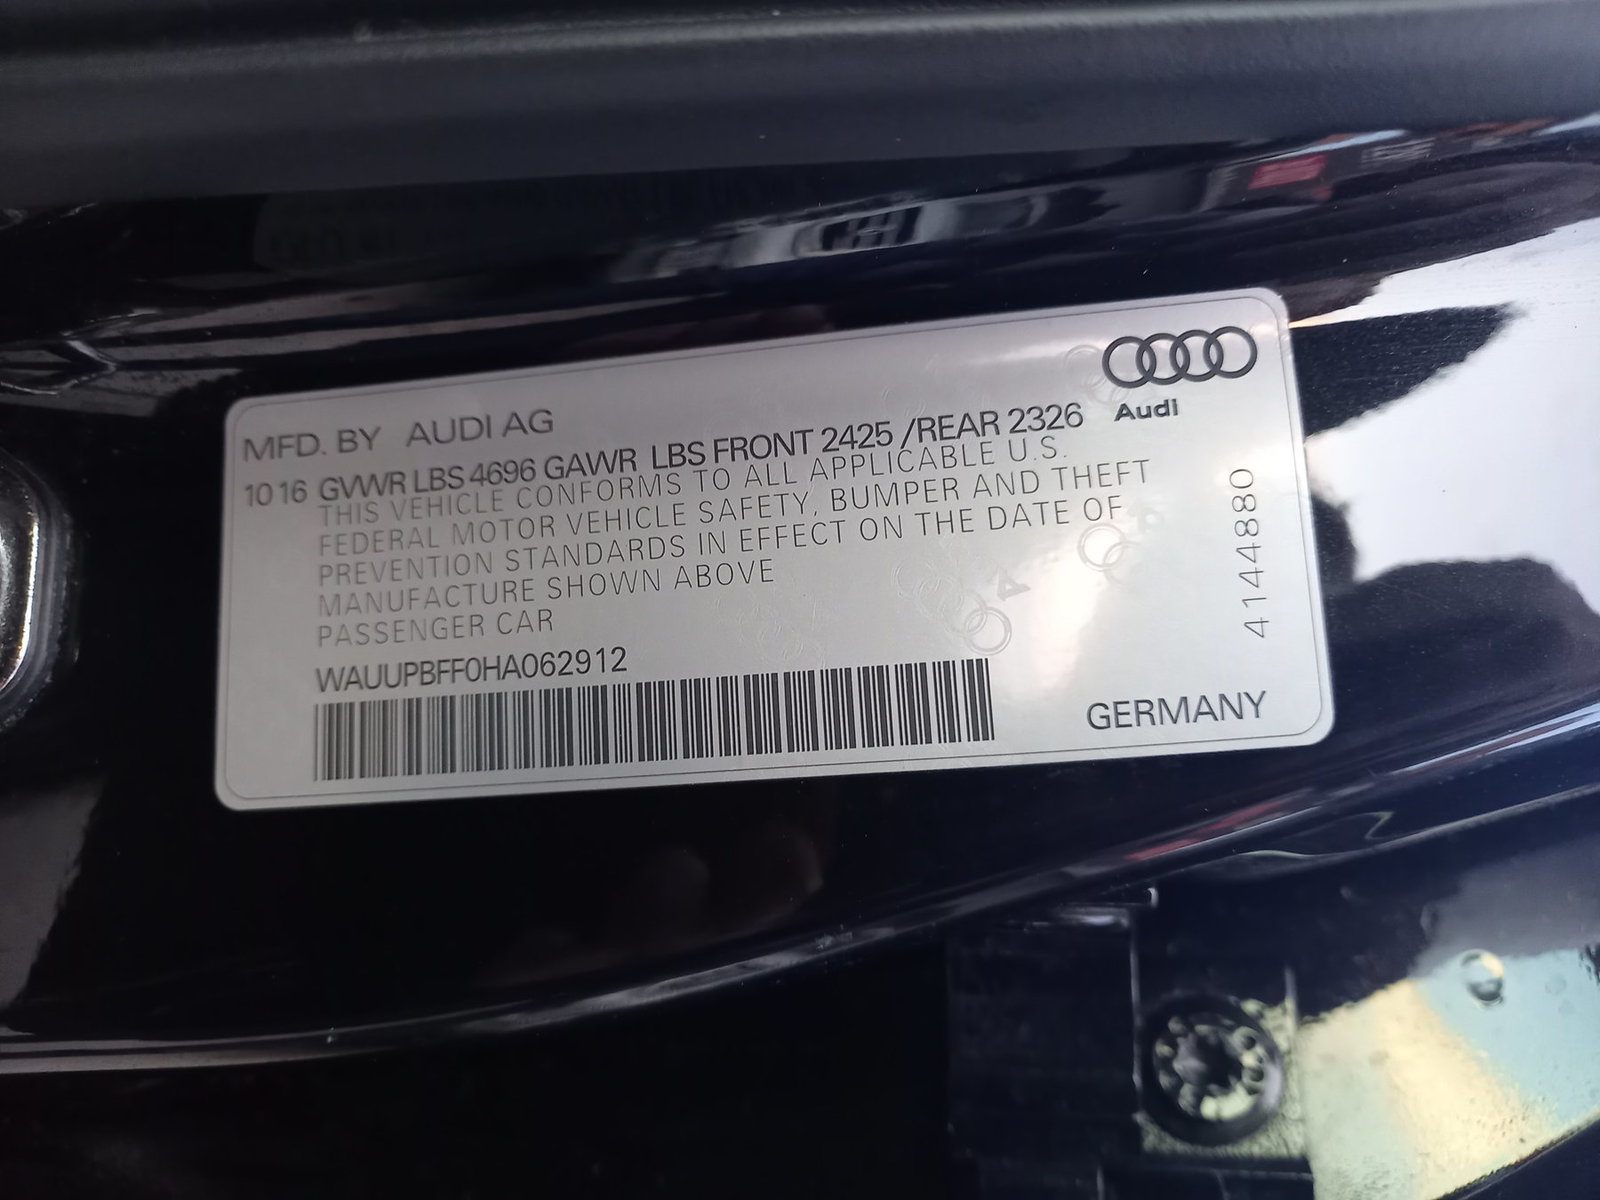 MFD. BY AUDI AG
10 16 GVWR LBS 4696 GAWR LBS FRONT 2425 /REAR 2326
THIS VEHICLE CONFORMS TO ALL APPLICABLE U.S.
FEDERAL MOTOR VEHICLE SAFETY, BUMPER AND THEFT
PREVENTION STANDARDS IN EFFECT ON THE DATE OF
MANUFACTURE SHOWN ABOVE
PASSENGER CAR
WAUUPBFF0HA062912
Audi
4144880
GERMANY